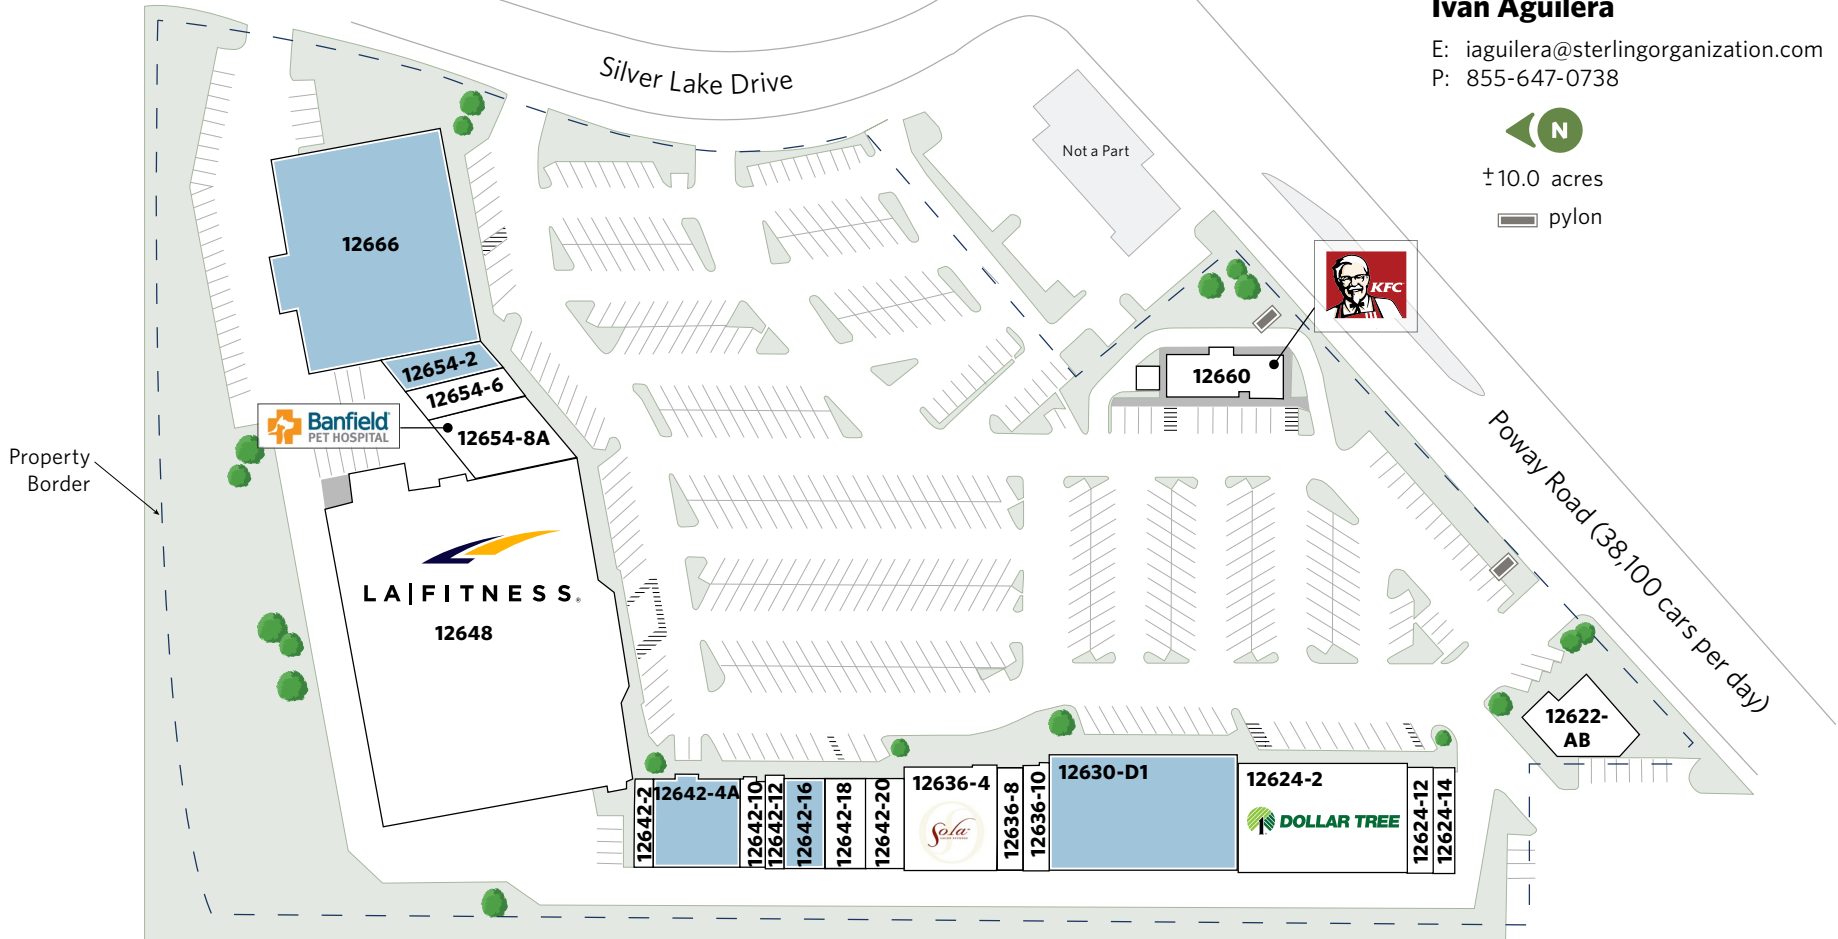 Ivan Aguilera
E: iaguilera@sterlingorganization.com
P: 855-647-0738
N
±10.0 acres
pylon
Silver Lake Drive
Not a Part
12666
KFC
12654-2
12654-6
12660
Banfield
PET HOSPITAL
12654-8A
Property
Border
Poway Road (38,100 cars per day)
LA|FITNESS®
12648
12622-
AB
12642-2
12642-4A
12642-10
12642-12
12642-16
12642-18
12642-20
12636-4
Sola
12636-8
12636-10
12630-D1
12624-2
DOLLAR TREE
12624-12
12624-14